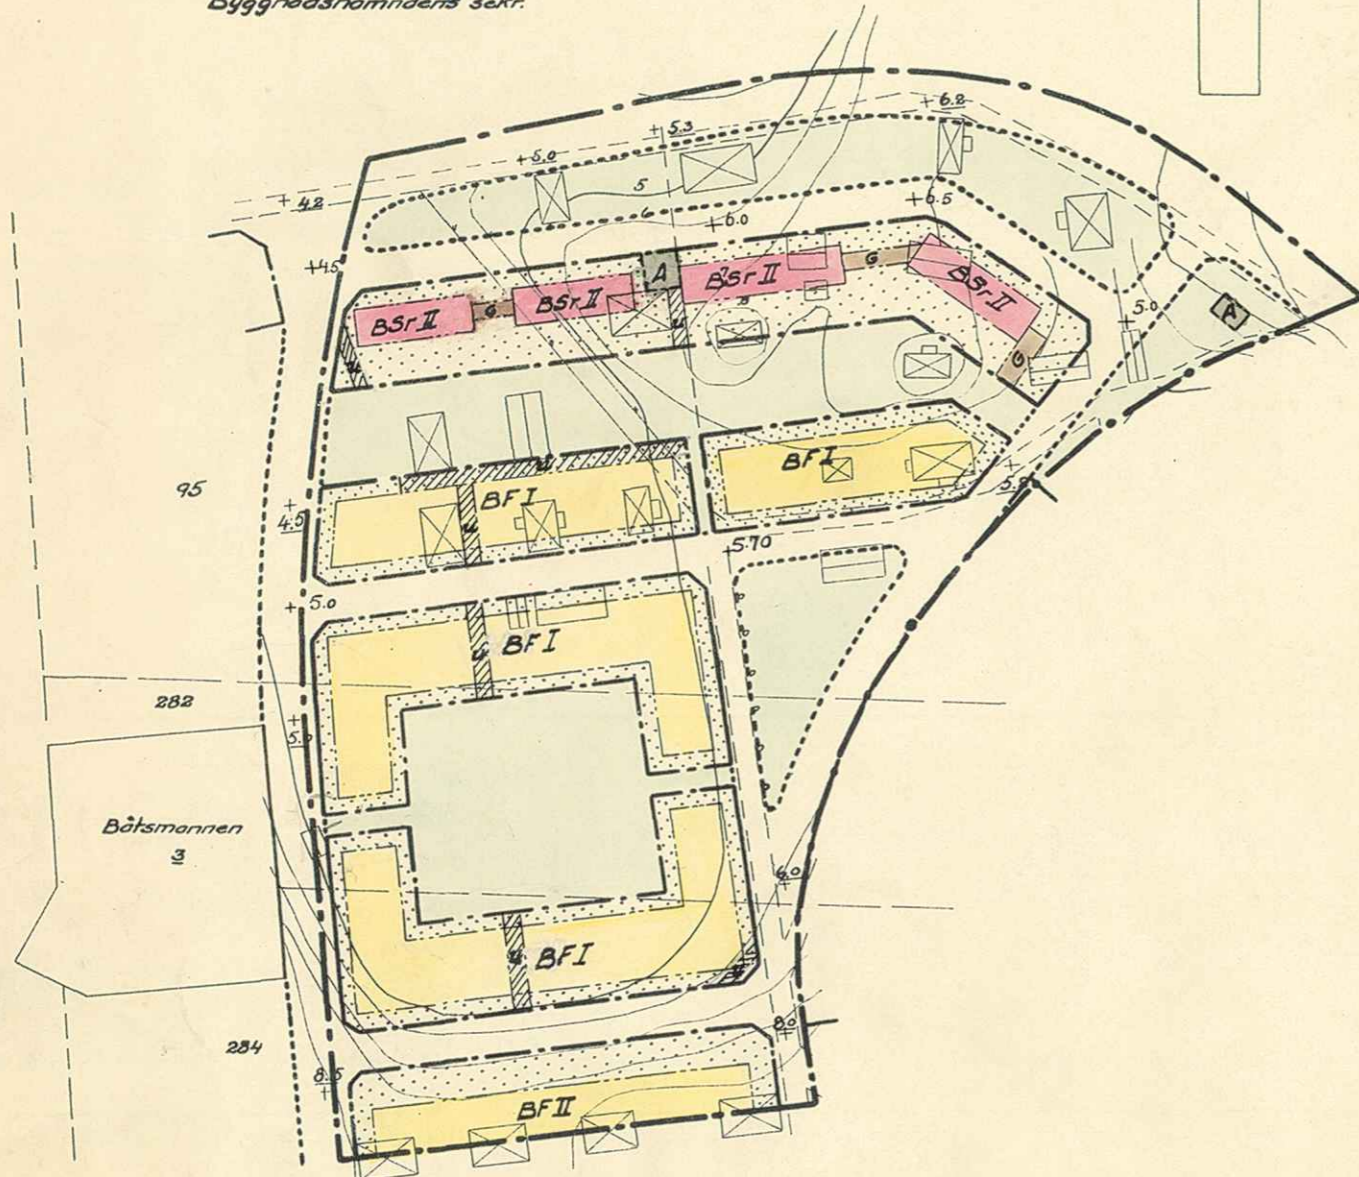 Byggnadsnämndens sekr.
+ 6.2
+ 5.3
+ 5.0
+ 4.2
5
+ 6.5
+ 6.0
+4.5
A
BSr II
G
BSr II
BSr II
G
BSr II
+ 5.0
A
u
u
G
BF I
u
BF I
95
+ 4.5
u
+5.70
+ 5.0
BF I
u
282
+ 5.0
Båtsmannen
3
6.0
BF I
u
u
284
8.0
8.5
BF II